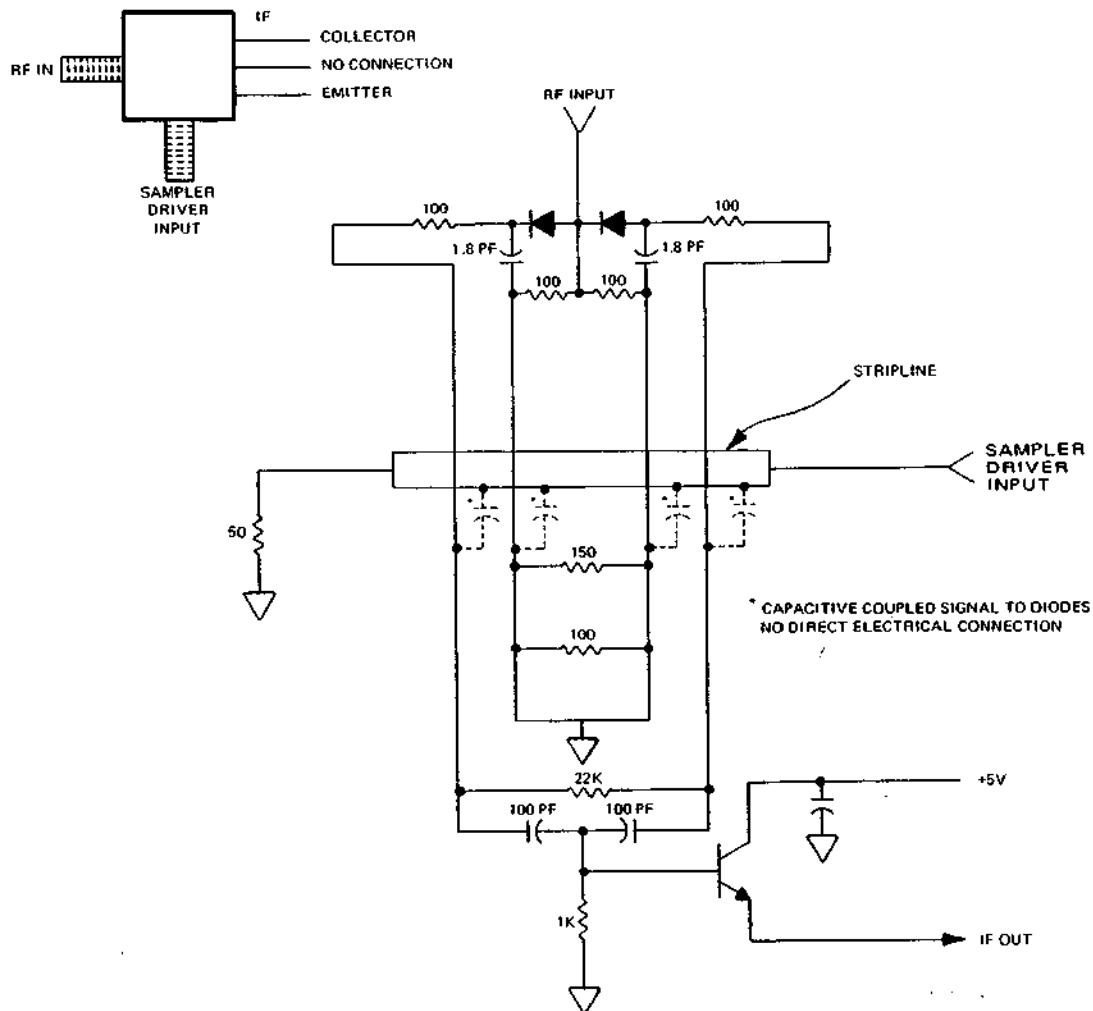 IF
COLLECTOR
RF IN
NO CONNECTION
EMITTER
SAMPLER
DRIVER
INPUT
RF INPUT
100
100
1.8 PF
1.8 PF
100
100
STRIPLINE
SAMPLER
DRIVER
INPUT
*
*
*
*
50
150
* CAPACITIVE COUPLED SIGNAL TO DIODES
NO DIRECT ELECTRICAL CONNECTION
100
22K
+5V
100 PF
100 PF
1K
IF OUT